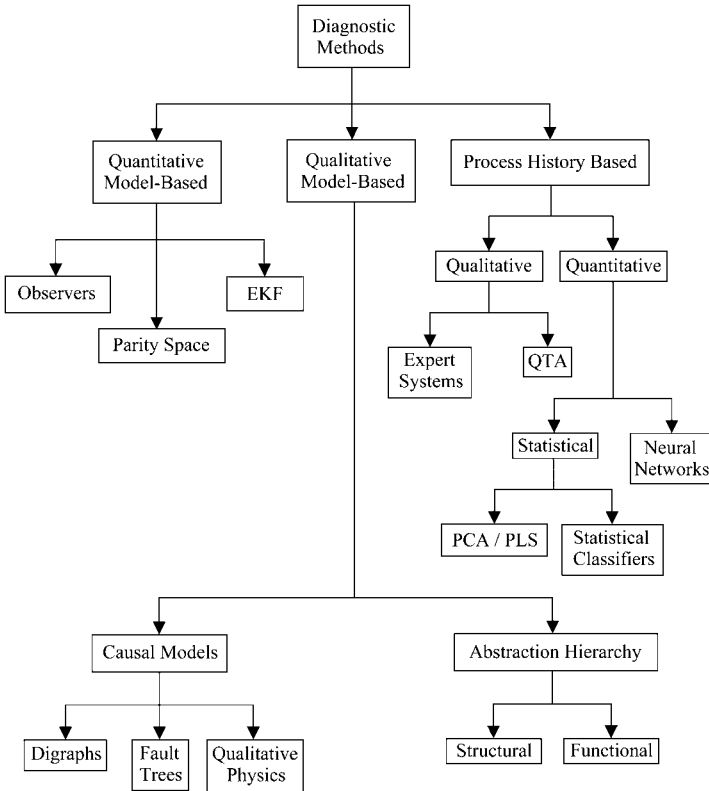 Diagnostic
Methods
Quantitative
Model-Based
Qualitative
Model-Based
Process History Based
Observers
EKF
Parity Space
Qualitative
Quantitative
Expert
Systems
QTA
Statistical
Neural
Networks
PCA / PLS
Statistical
Classifiers
Causal Models
Abstraction Hierarchy
Digraphs
Fault
Trees
Qualitative
Physics
Structural
Functional